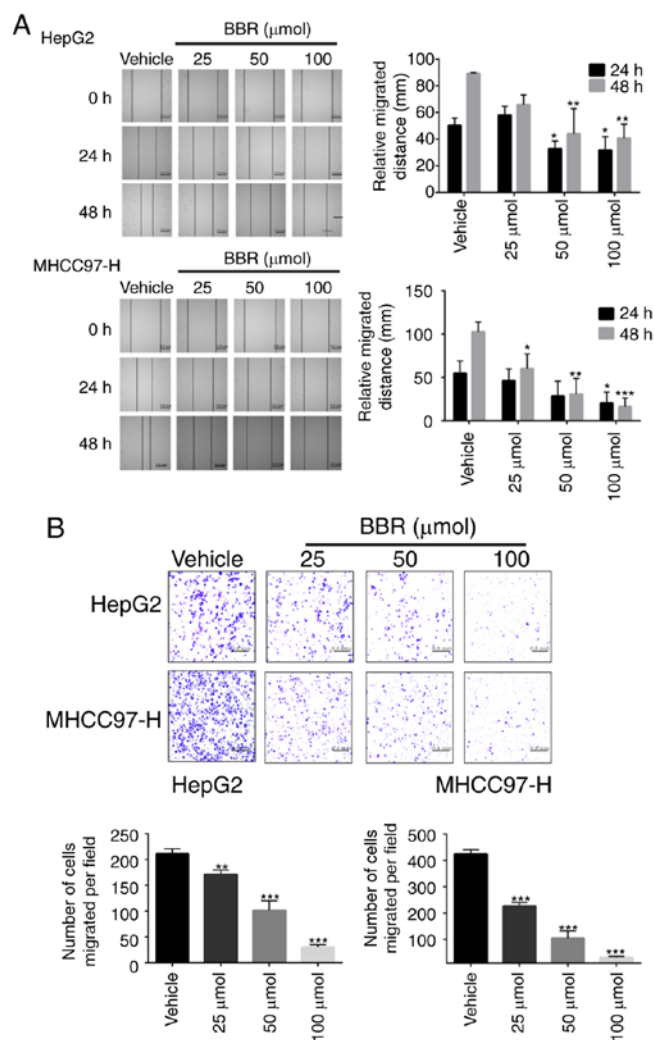 A
HepG2
BBR (μmol)
Vehicle 25 50 100
0 h
24 h
48 h
MHCC97-H
BBR (μmol)
Vehicle 25 50 100
0 h
24 h
48 h
Relative migrated
distance (mm)
100
80
60
40
20
0
24 h
48 h
* ** * **
Vehicle
25 μmol
50 μmol
100 μmol
Relative migrated
distance (mm)
150
100
50
0
24 h
48 h
* ** * ***
Vehicle
25 μmol
50 μmol
100 μmol
B
BBR (μmol)
Vehicle 25 50 100
HepG2
MHCC97-H
HepG2
Number of cells
migrated per field
250
200
150
100
50
0
** *** ***
Vehicle
25 μmol
50 μmol
100 μmol
MHCC97-H
Number of cells
migrated per field
500
400
300
200
100
*** *** ***
Vehicle
25 μmol
50 μmol
100 μmol